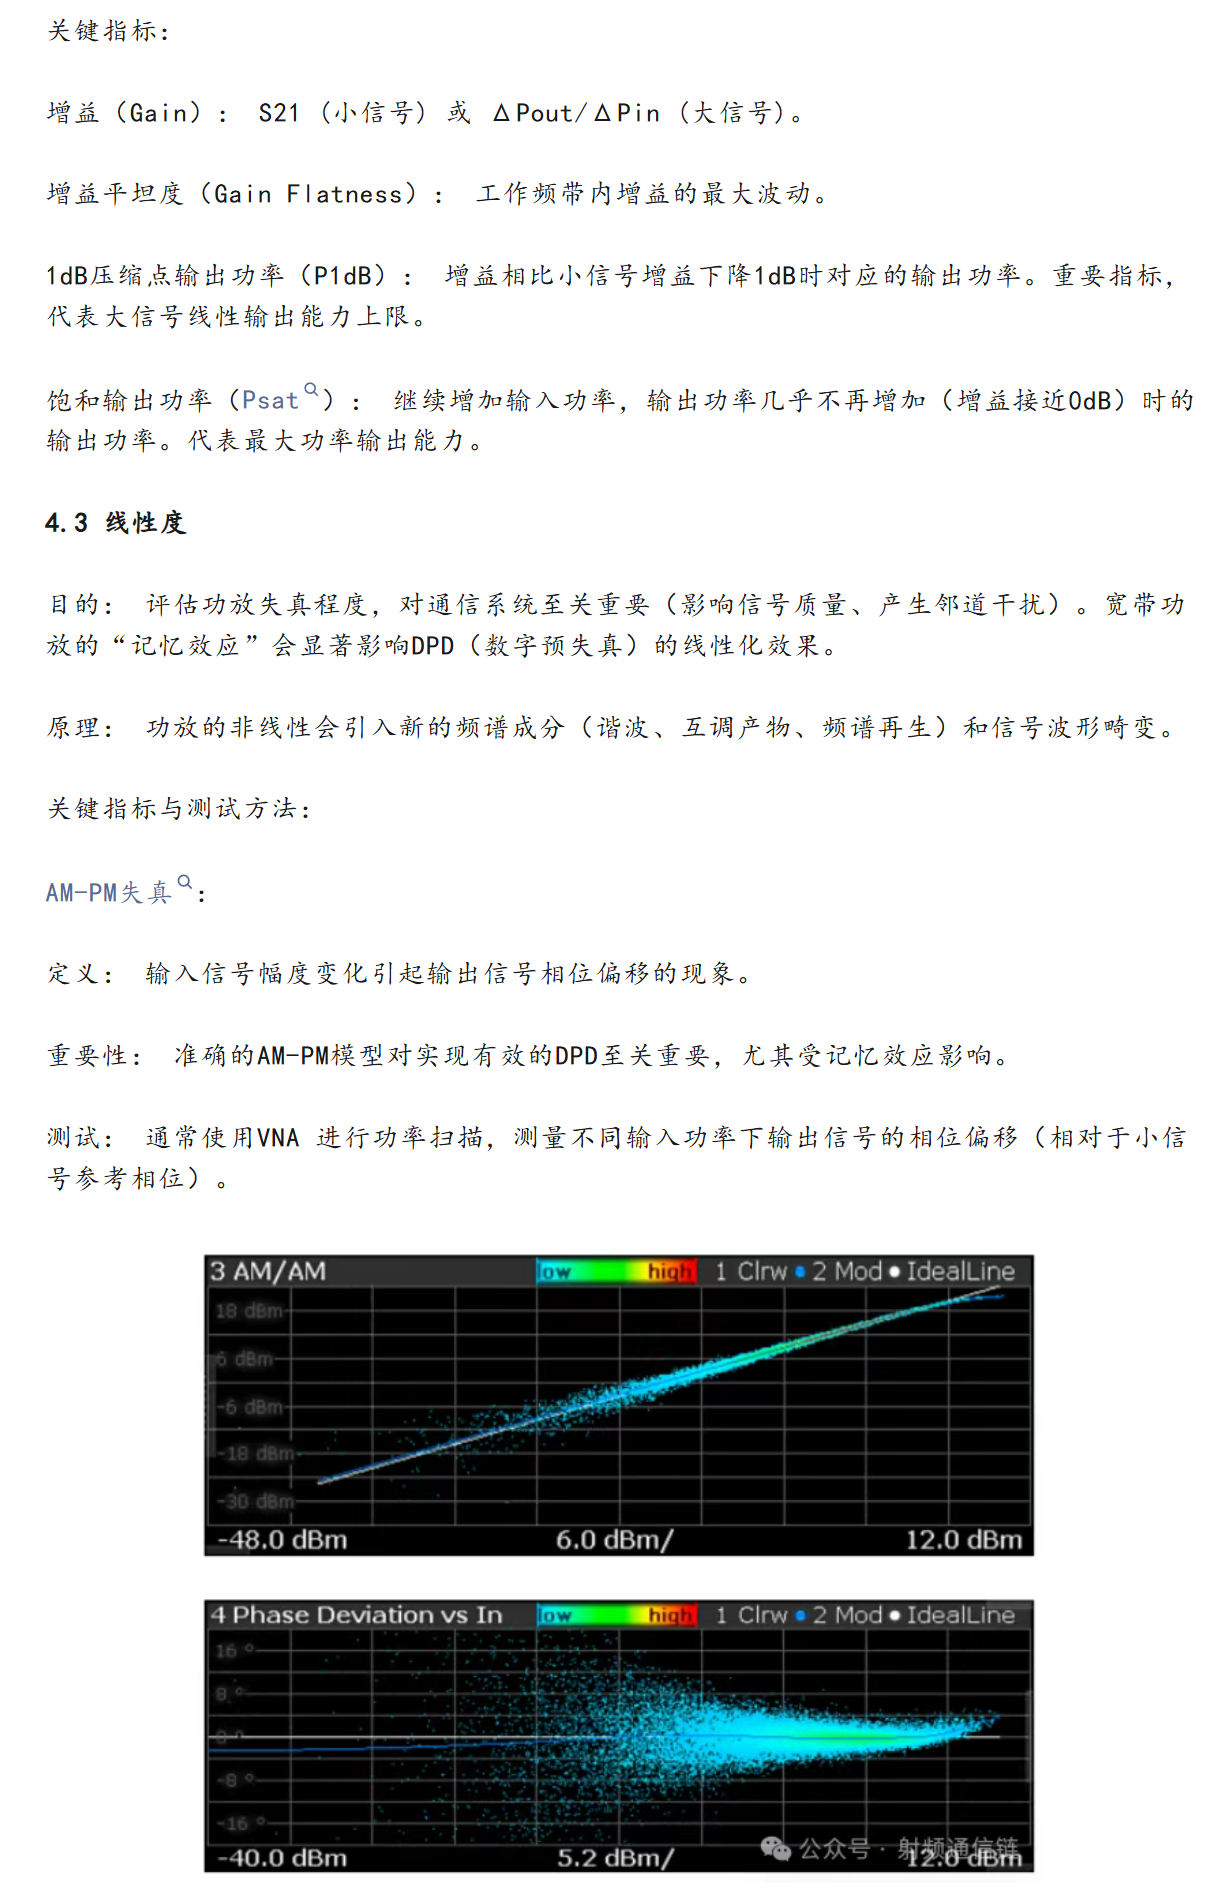 关键指标：
增益（Gain）： S21（小信号）或 ΔPout/ΔPin（大信号）。
增益平坦度（Gain Flatness）： 工作频带内增益的最大波动。
1dB压缩点输出功率（P1dB）： 增益相比小信号增益下降1dB时对应的输出功率。重要指标，
代表大信号线性输出能力上限。
饱和输出功率（Psat）： 继续增加输入功率，输出功率几乎不再增加（增益接近0dB）时的
输出功率。代表最大功率输出能力。
4.3 线性度
目的： 评估功放失真程度，对通信系统至关重要（影响信号质量、产生邻道干扰）。宽带功
放的“记忆效应”会显著影响DPD（数字预失真）的线性化效果。
原理： 功放的非线性会引入新的频谱成分（谐波、互调产物、频谱再生）和信号波形畸变。
关键指标与测试方法：
AM-PM失真：
定义： 输入信号幅度变化引起输出信号相位偏移的现象。
重要性： 准确的AM-PM模型对实现有效的DPD至关重要，尤其受记忆效应影响。
测试： 通常使用VNA 进行功率扫描，测量不同输入功率下输出信号的相位偏移（相对于小信
号参考相位）。
3 AM/AM low high 1 Clrw 2 Mod IdealLine
18 dBm
6 dBm
-6 dBm
-18 dBm
-30 dBm
-48.0 dBm 6.0 dBm/ 12.0 dBm
4 Phase Deviation vs In low high 1 Clrw 2 Mod IdealLine
16 °
8 °
0 °
-8 °
-16 °
公众号 · 射频通信链
-40.0 dBm 5.2 dBm/ 12.0 dBm